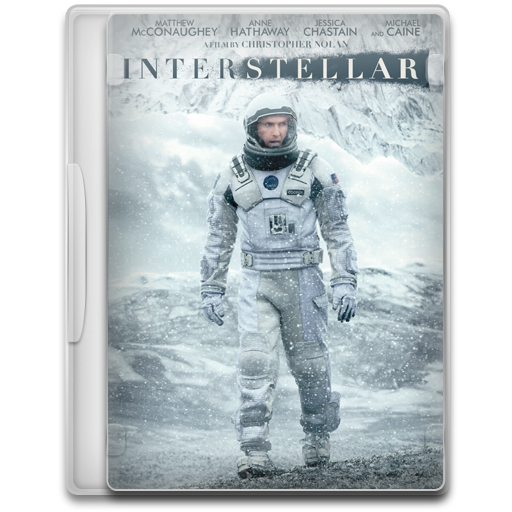 MATTHEW McCONAUGHEY ANNE HATHAWAY JESSICA CHASTAIN AND MICHAEL CAINE
A FILM BY CHRISTOPHER NOLAN
INTERSTELLAR